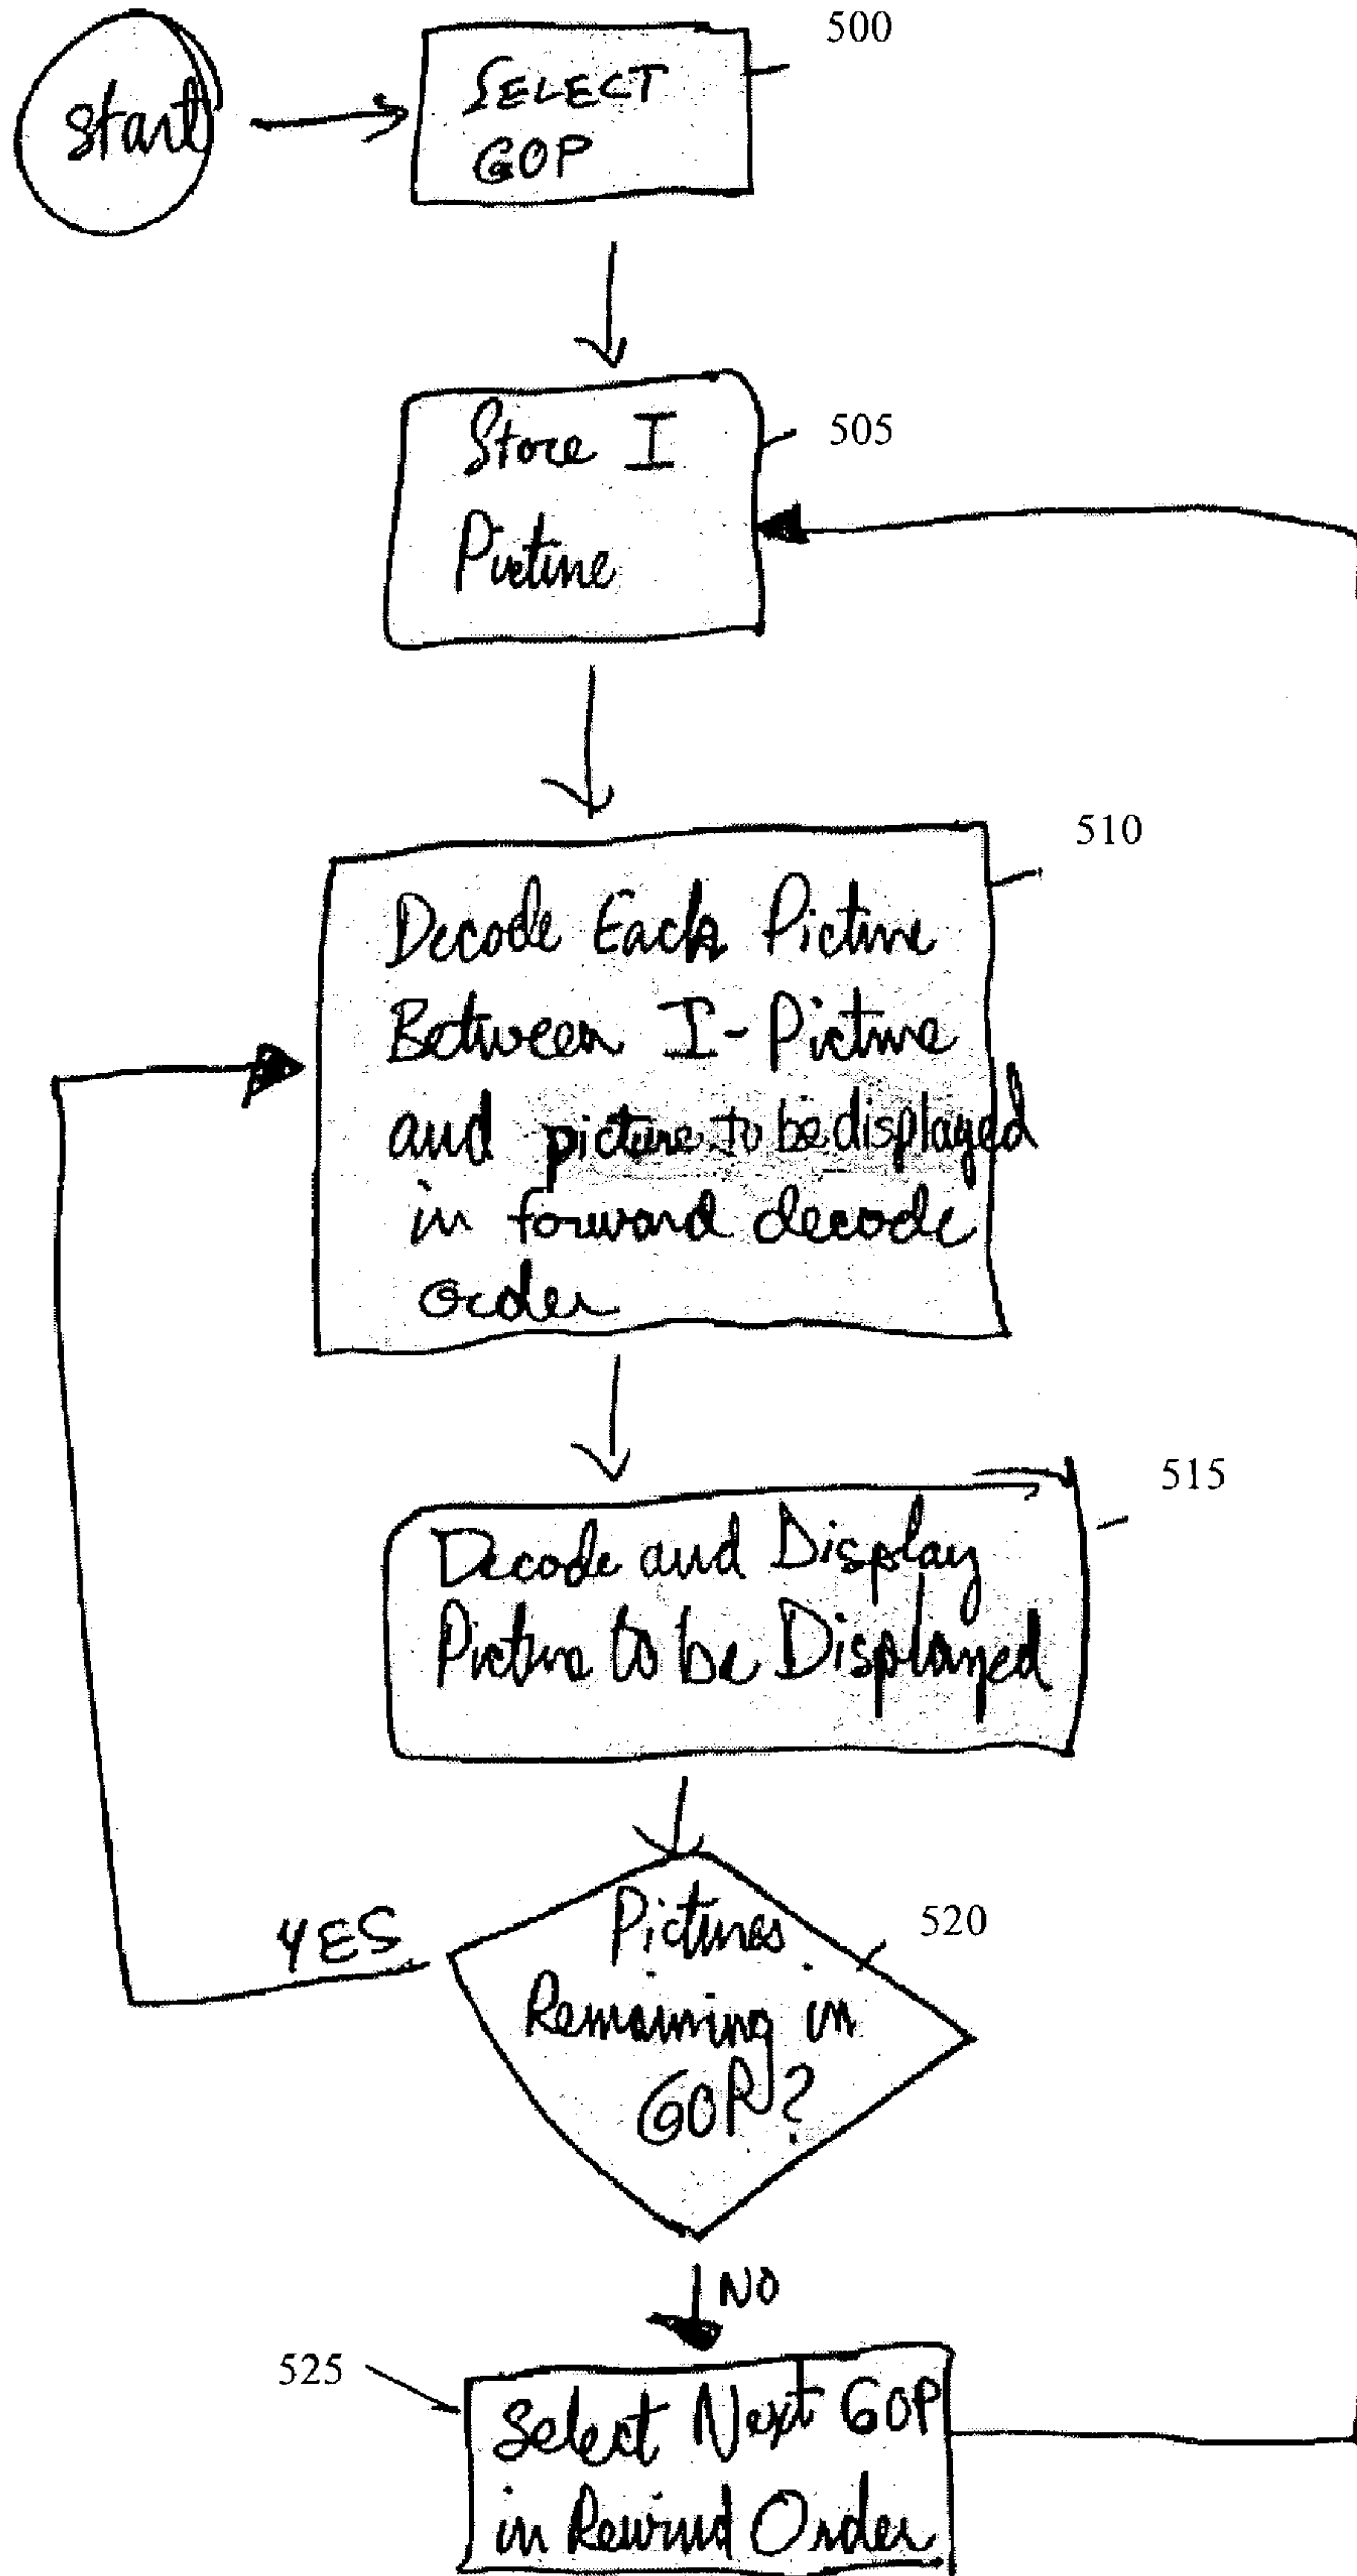 start
500
SELECT
GOP
505
Store I
Picture
510
Decode Each Picture
Between I-Picture
and picture to be displayed
in forward decode
order
515
Decode and Display
Picture to be Displayed
520
Pictures
Remaining in
GOP?
YES
NO
525
Select Next GOP
in Rewind Order